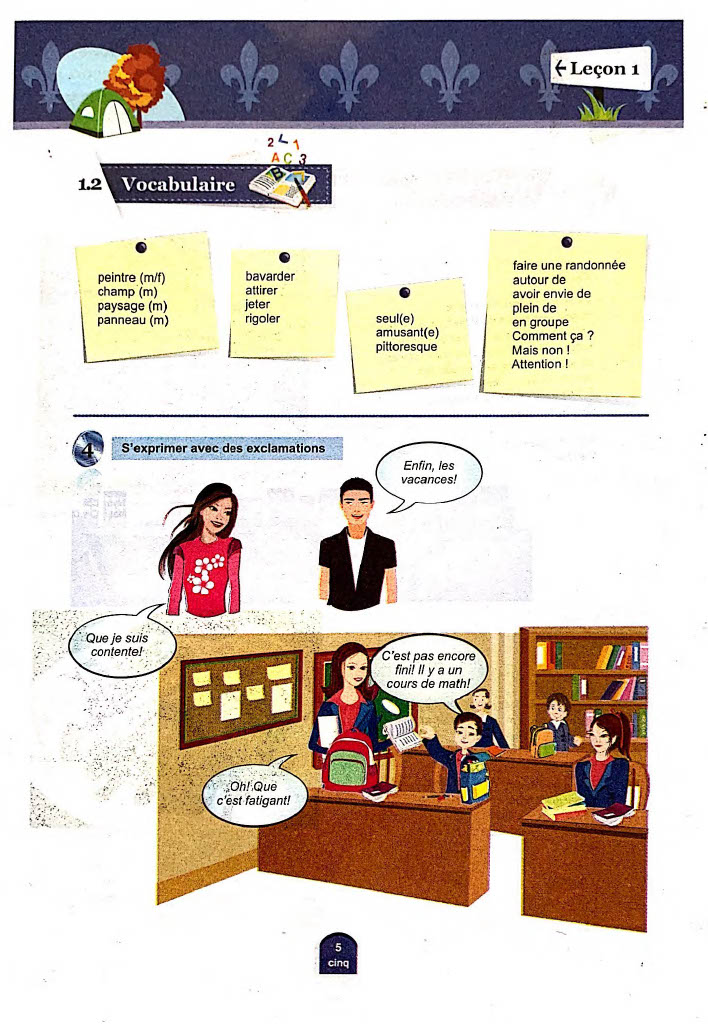 ← Leçon 1
2 L 1
A C 3
B
1.2 Vocabulaire
peintre (m/f)
champ (m)
paysage (m)
panneau (m)
bavarder
attirer
jeter
rigoler
seul(e)
amusant(e)
pittoresque
faire une randonnée
autour de
avoir envie de
plein de
en groupe
Comment ça ?
Mais non !
Attention !
4 S'exprimer avec des exclamations
Enfin, les
vacances!
Que je suis
contente!
C'est pas encore
fini! Il y a un
cours de math!
Oh! Que
c'est fatigant!
5
cinq